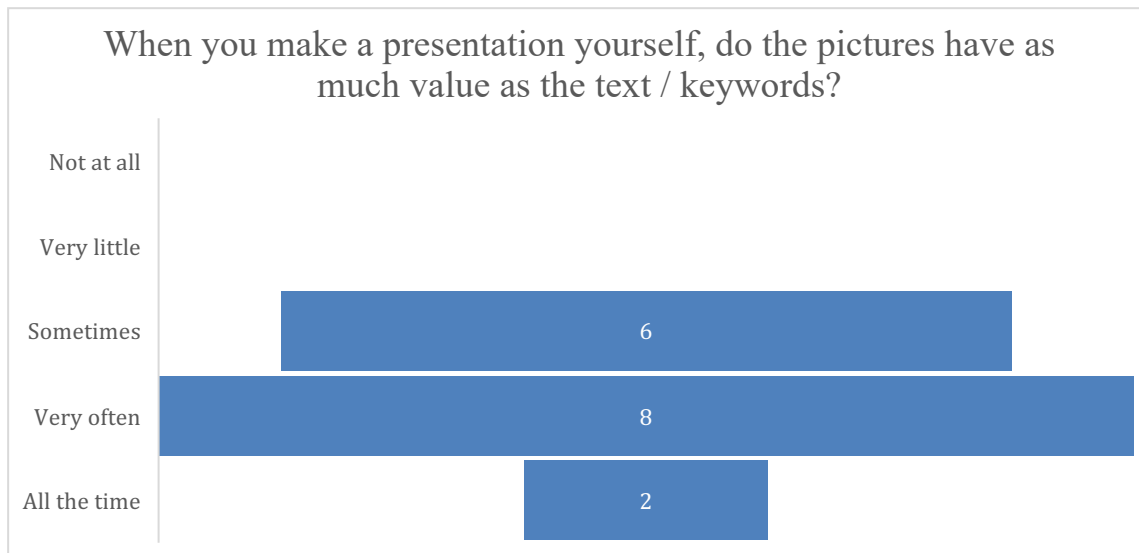 When you make a presentation yourself, do the pictures have as
much value as the text / keywords?
Not at all
Very little
Sometimes
6
Very often
8
All the time
2